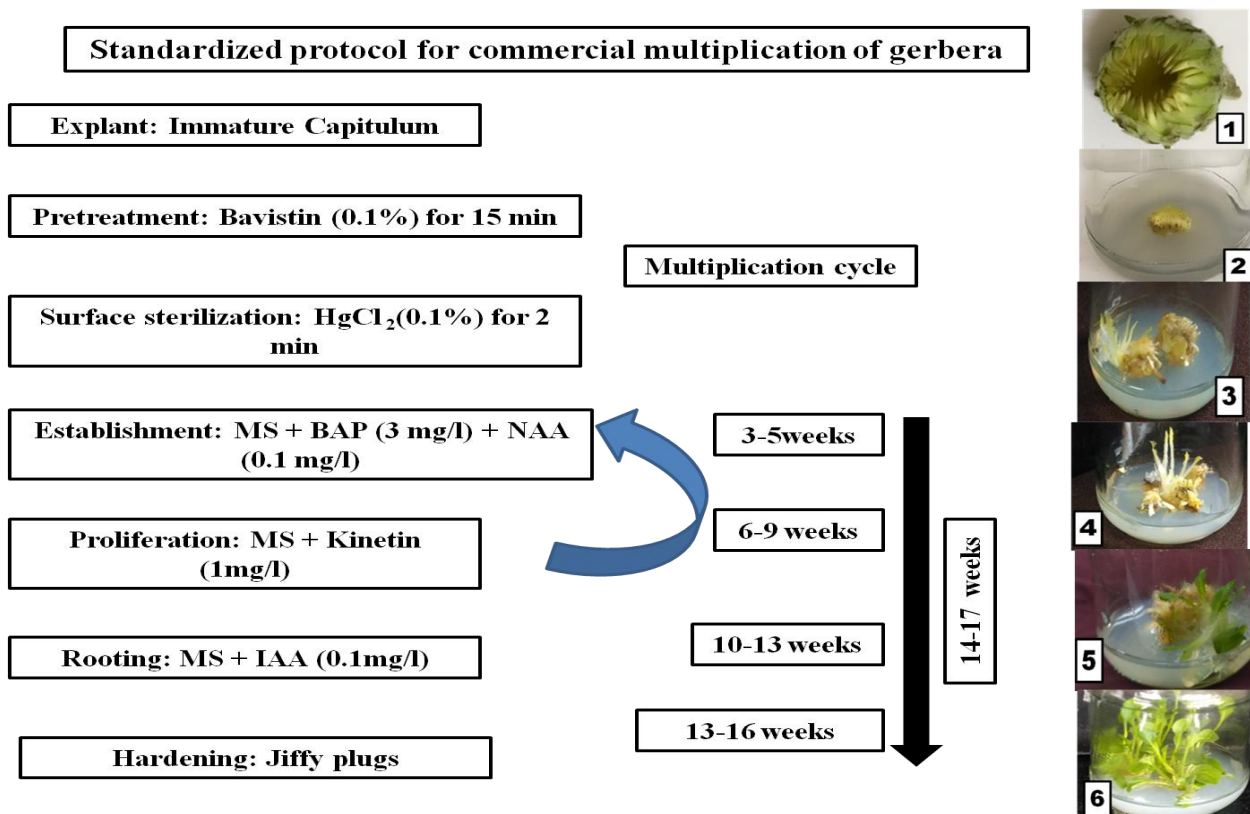 Standardized protocol for commercial multiplication of gerbera
Explant: Immature Capitulum
Pretreatment: Bavistin (0.1%) for 15 min
Multiplication cycle
Surface sterilization: HgCl₂(0.1%) for 2
min
Establishment: MS + BAP (3 mg/l) + NAA
(0.1 mg/l)
3-5weeks
Proliferation: MS + Kinetin
(1mg/l)
6-9 weeks
Rooting: MS + IAA (0.1mg/l)
10-13 weeks
Hardening: Jiffy plugs
13-16 weeks
14-17 weeks
1
2
3
4
5
6